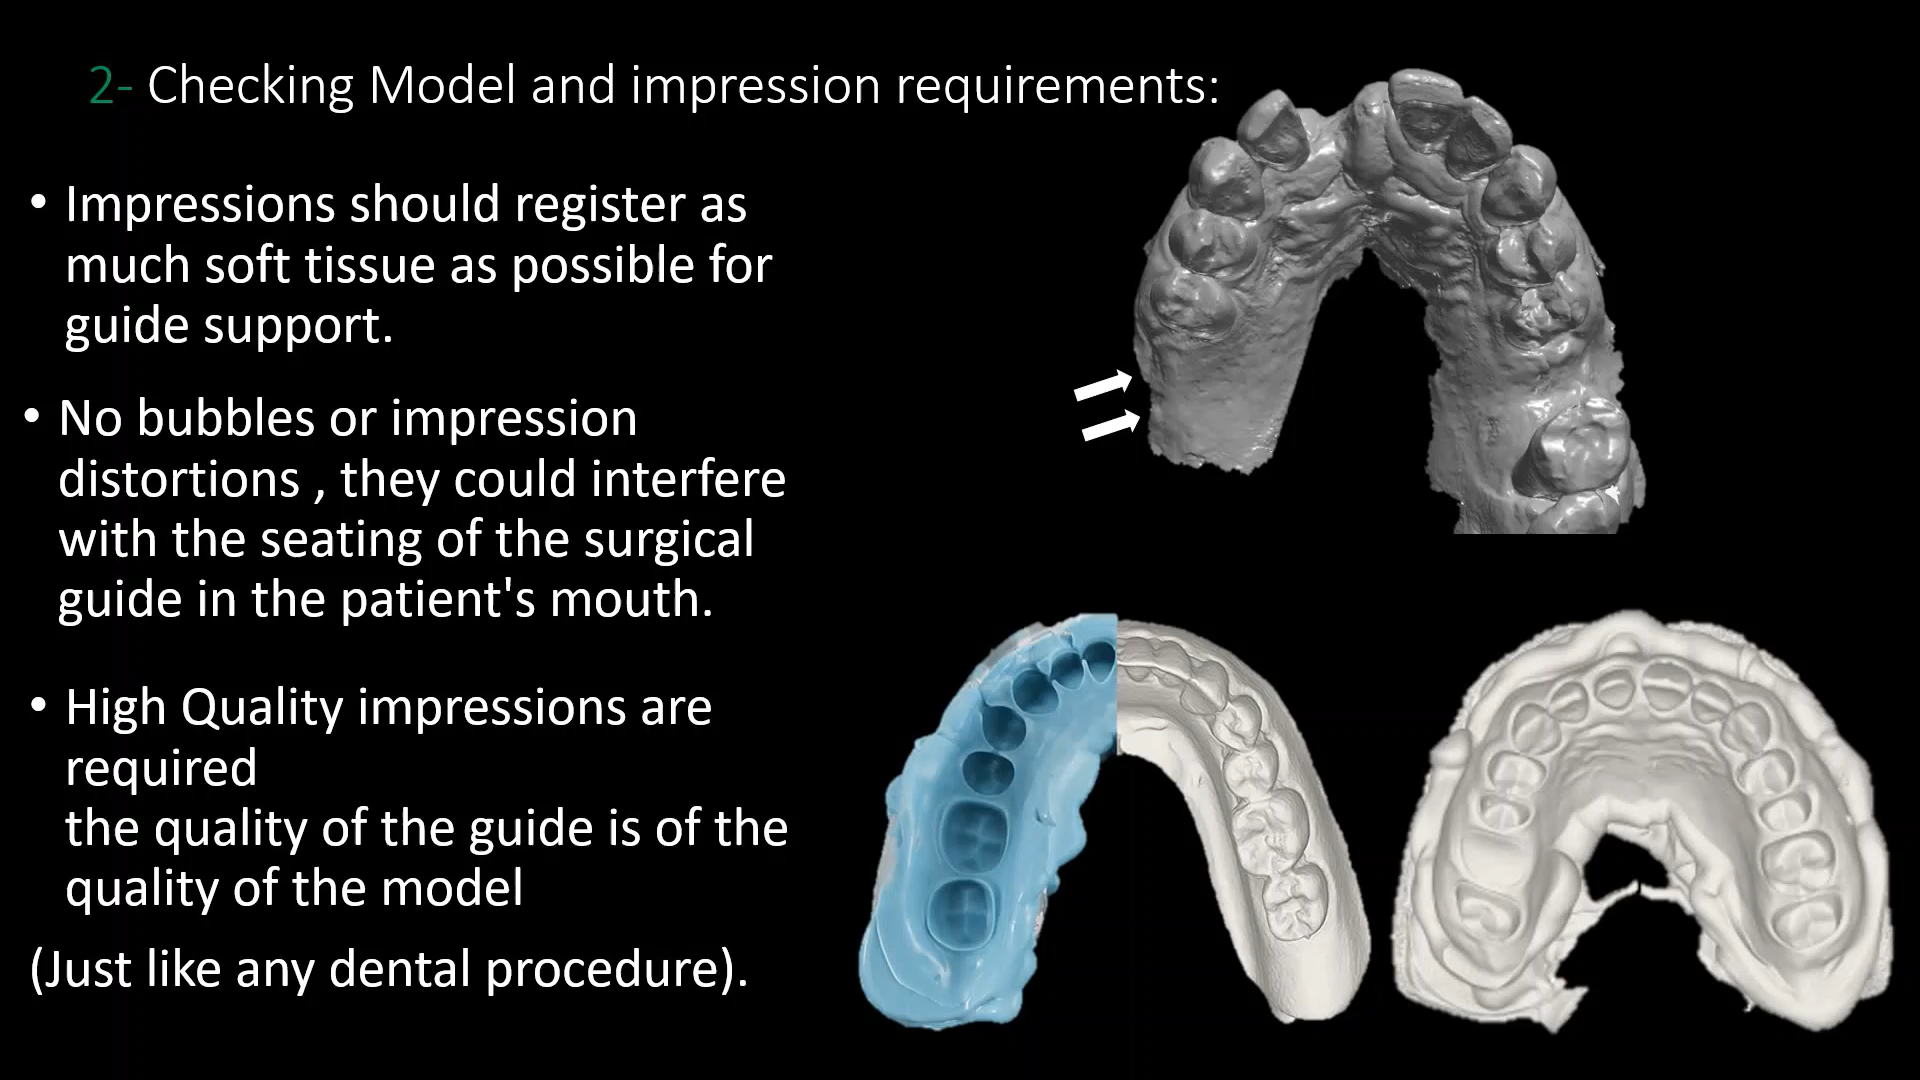 2- Checking Model and impression requirements:
• Impressions should register as
much soft tissue as possible for
guide support.
• No bubbles or impression
distortions , they could interfere
with the seating of the surgical
guide in the patient's mouth.
• High Quality impressions are
required
the quality of the guide is of the
quality of the model
(Just like any dental procedure).